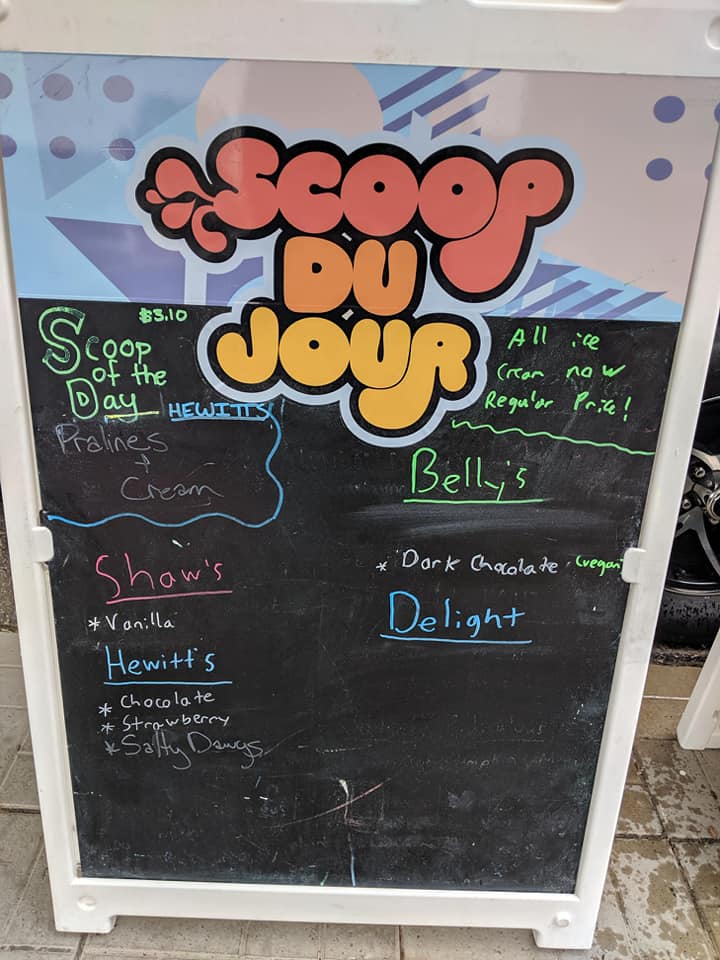 SCOOP
DU
JOUR
$3.10
Scoop
of the
Day
HEWITTS
Pralines
+
Cream
All ice
Cream now
Regular Price!
Belly's
* Dark Chocolate (vegan
Delight
Shaw's
* Vanilla
Hewitt's
* Chocolate
* Strawberry
* Salty Dawgs